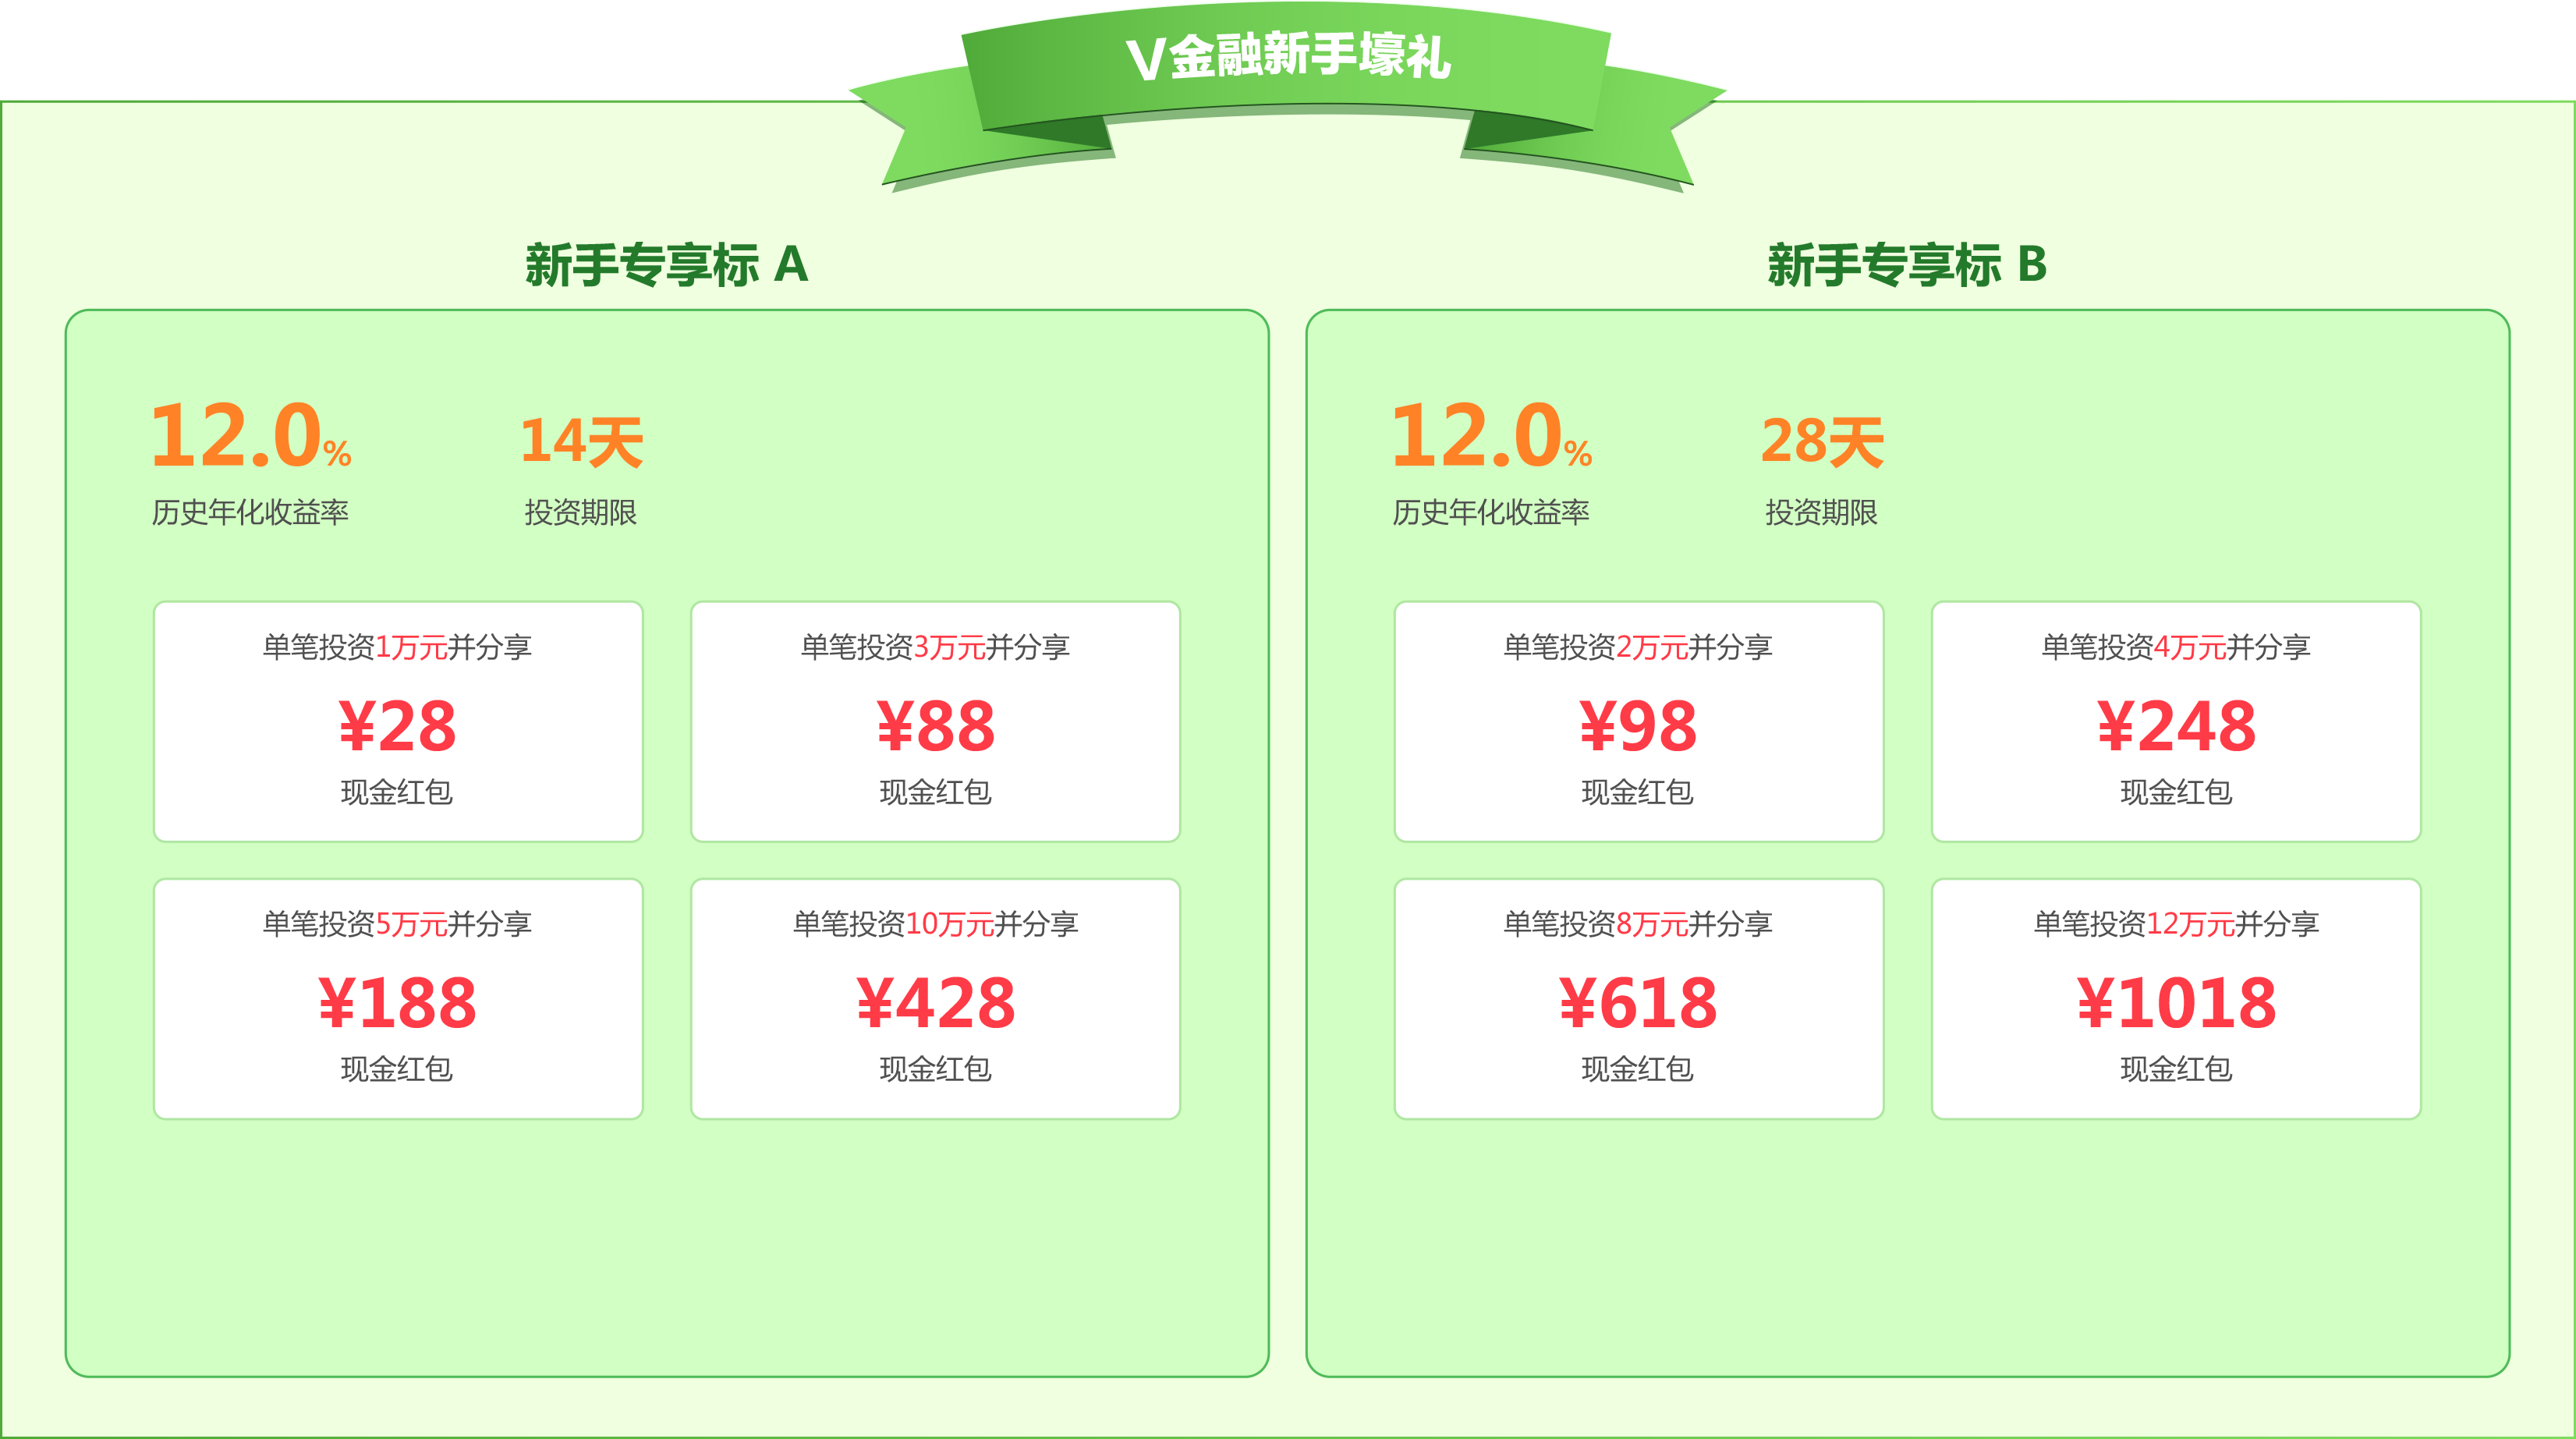 V金融新手壕礼
新手专享标 A
12.0%
历史年化收益率
14天
投资期限
单笔投资1万元并分享
¥28
现金红包
单笔投资3万元并分享
¥88
现金红包
单笔投资5万元并分享
¥188
现金红包
单笔投资10万元并分享
¥428
现金红包
新手专享标 B
12.0%
历史年化收益率
28天
投资期限
单笔投资2万元并分享
¥98
现金红包
单笔投资4万元并分享
¥248
现金红包
单笔投资8万元并分享
¥618
现金红包
单笔投资12万元并分享
¥1018
现金红包